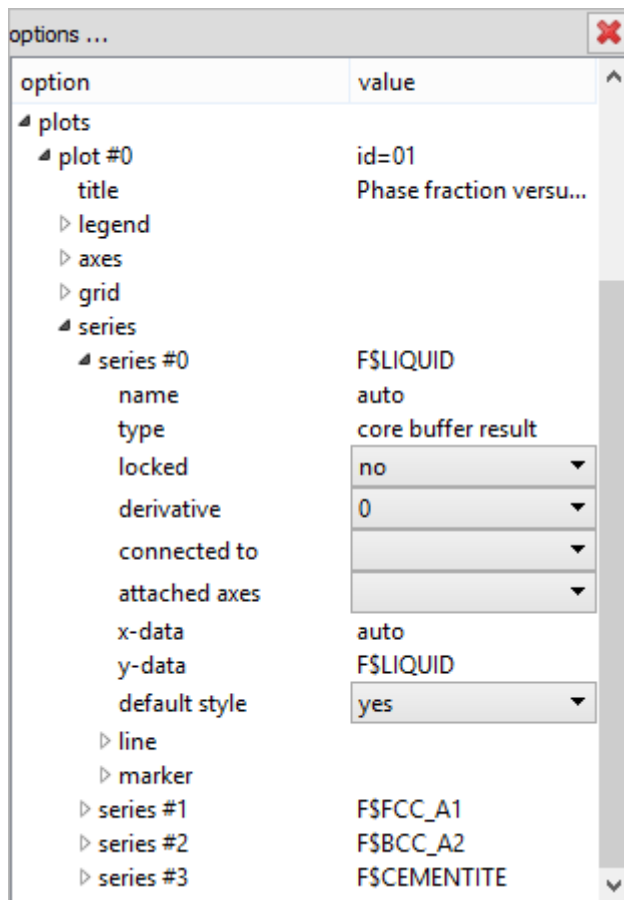 options ...
option value
plots
plot #0 id=01
title Phase fraction versu...
legend
axes
grid
series
series #0 F$LIQUID
name auto
type core buffer result
locked no
derivative 0
connected to
attached axes
x-data auto
y-data F$LIQUID
default style yes
line
marker
series #1 F$FCC_A1
series #2 F$BCC_A2
series #3 F$CEMENTITE